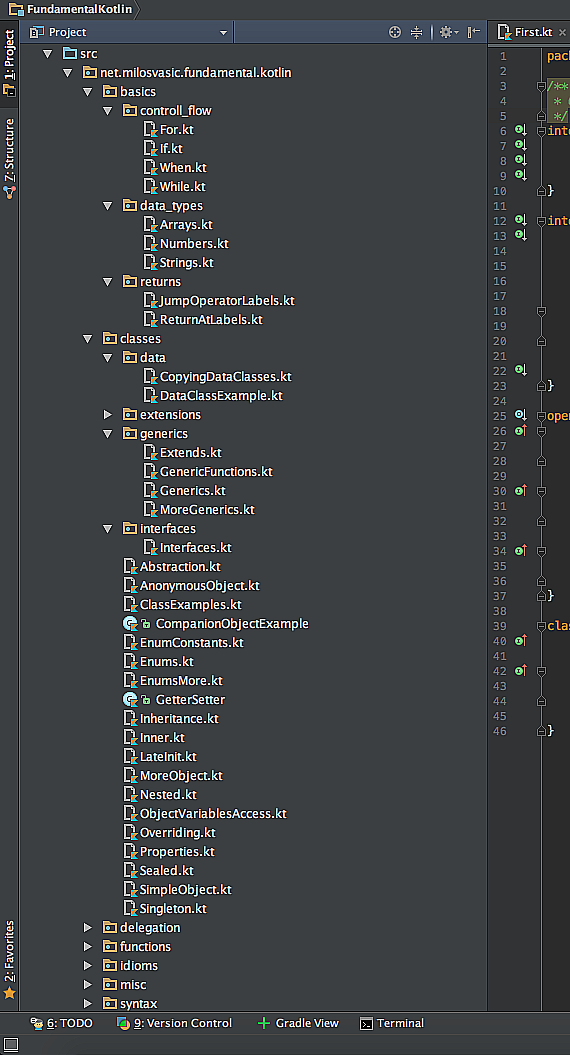 FundamentalKotlin
1: Project
Z: Structure
2: Favorites
Project
src
net.milosvasic.fundamental.kotlin
basics
controll_flow
For.kt
If.kt
When.kt
While.kt
data_types
Arrays.kt
Numbers.kt
Strings.kt
returns
JumpOperatorLabels.kt
ReturnAtLabels.kt
classes
data
CopyingDataClasses.kt
DataClassExample.kt
extensions
generics
Extends.kt
GenericFunctions.kt
Generics.kt
MoreGenerics.kt
interfaces
Interfaces.kt
Abstraction.kt
AnonymousObject.kt
ClassExamples.kt
CompanionObjectExample
EnumConstants.kt
Enums.kt
EnumsMore.kt
GetterSetter
Inheritance.kt
Inner.kt
LateInit.kt
MoreObject.kt
Nested.kt
ObjectVariablesAccess.kt
Overriding.kt
Properties.kt
Sealed.kt
SimpleObject.kt
Singleton.kt
delegation
functions
idioms
misc
syntax
First.kt
1 pac
2
3 /**
4 *
5 */
6 inte
7
8
9
10 }
11
12 inte
13
14
15
16
17
18
19
20
21
22
23 }
24
25 ope
26
27
28
29
30
31
32
33
34
35
36
37 }
38
39 clas
40
41
42
43
44
45
46 }
6: TODO
9: Version Control
Gradle View
Terminal